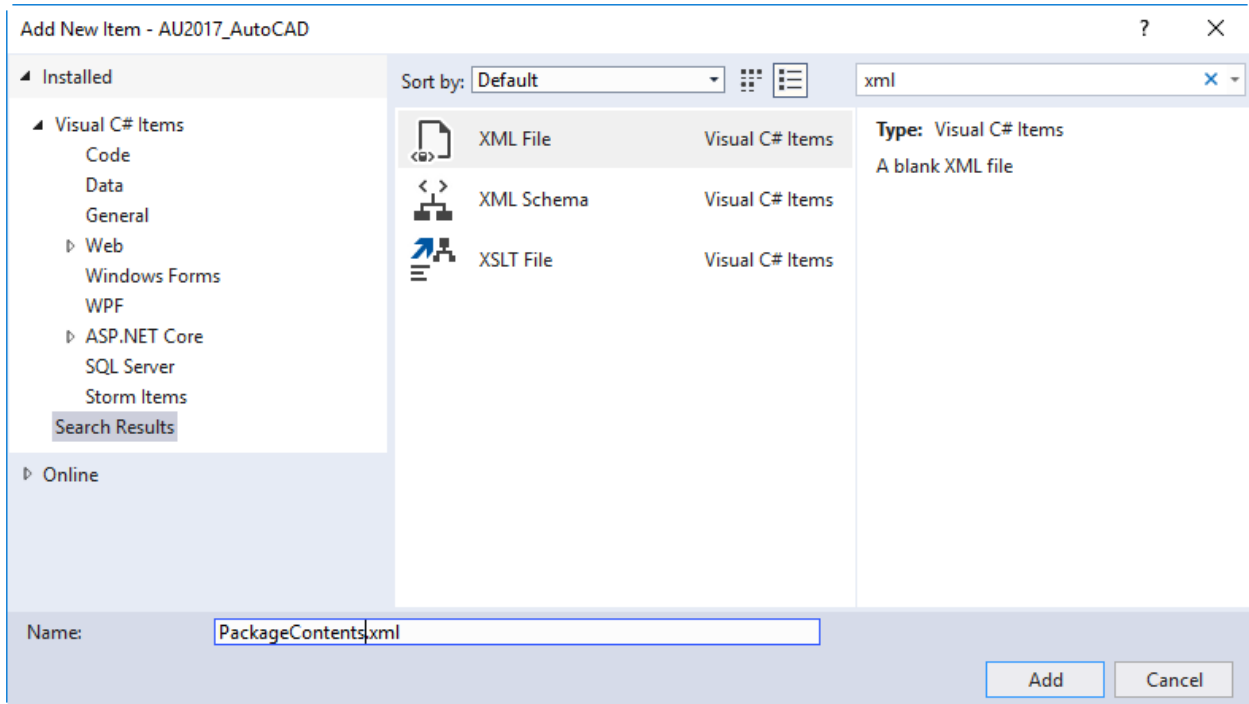 Add New Item - AU2017_AutoCAD
?
Installed
Sort by: Default
xml
Visual C# Items
Code
Data
General
Web
Windows Forms
WPF
ASP.NET Core
SQL Server
Storm Items
Search Results
Online
XML File Visual C# Items
XML Schema Visual C# Items
XSLT File Visual C# Items
Type: Visual C# Items
A blank XML file
Name: PackageContents.xml
Add Cancel